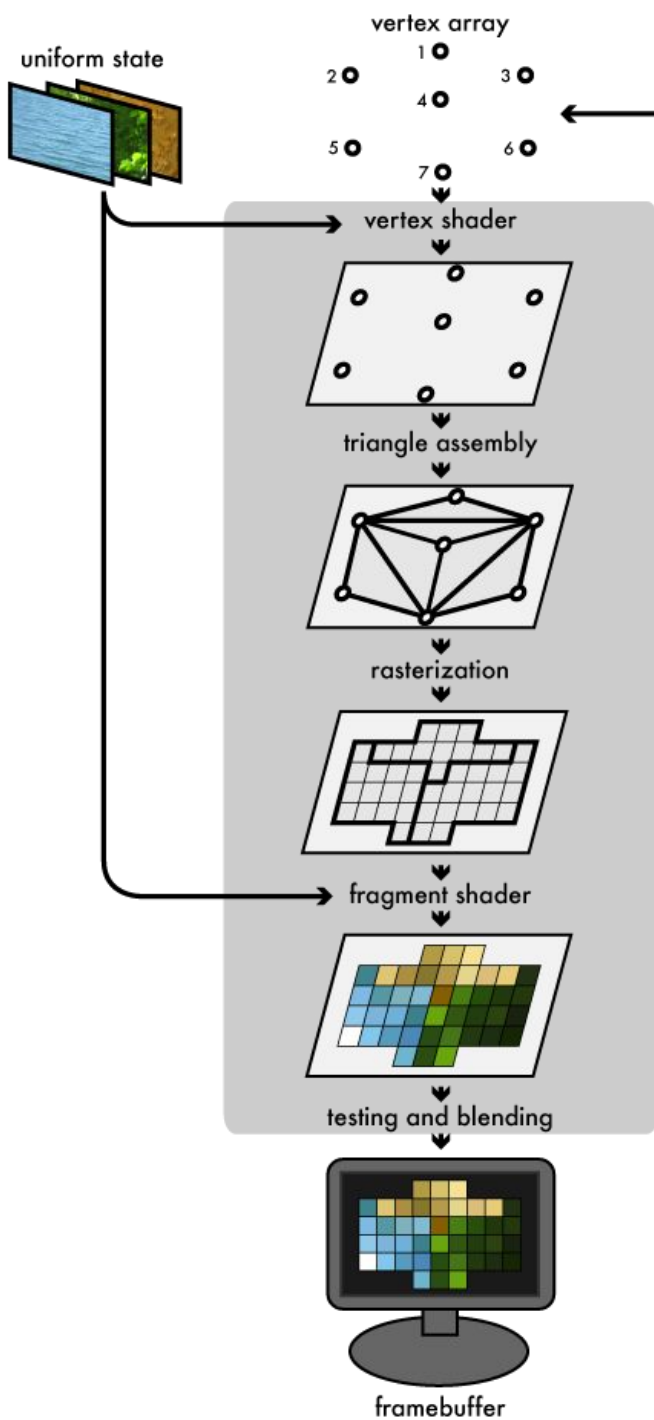 vertex array
uniform state
1
2
3
4
5
6
7
vertex shader
triangle assembly
rasterization
fragment shader
testing and blending
framebuffer